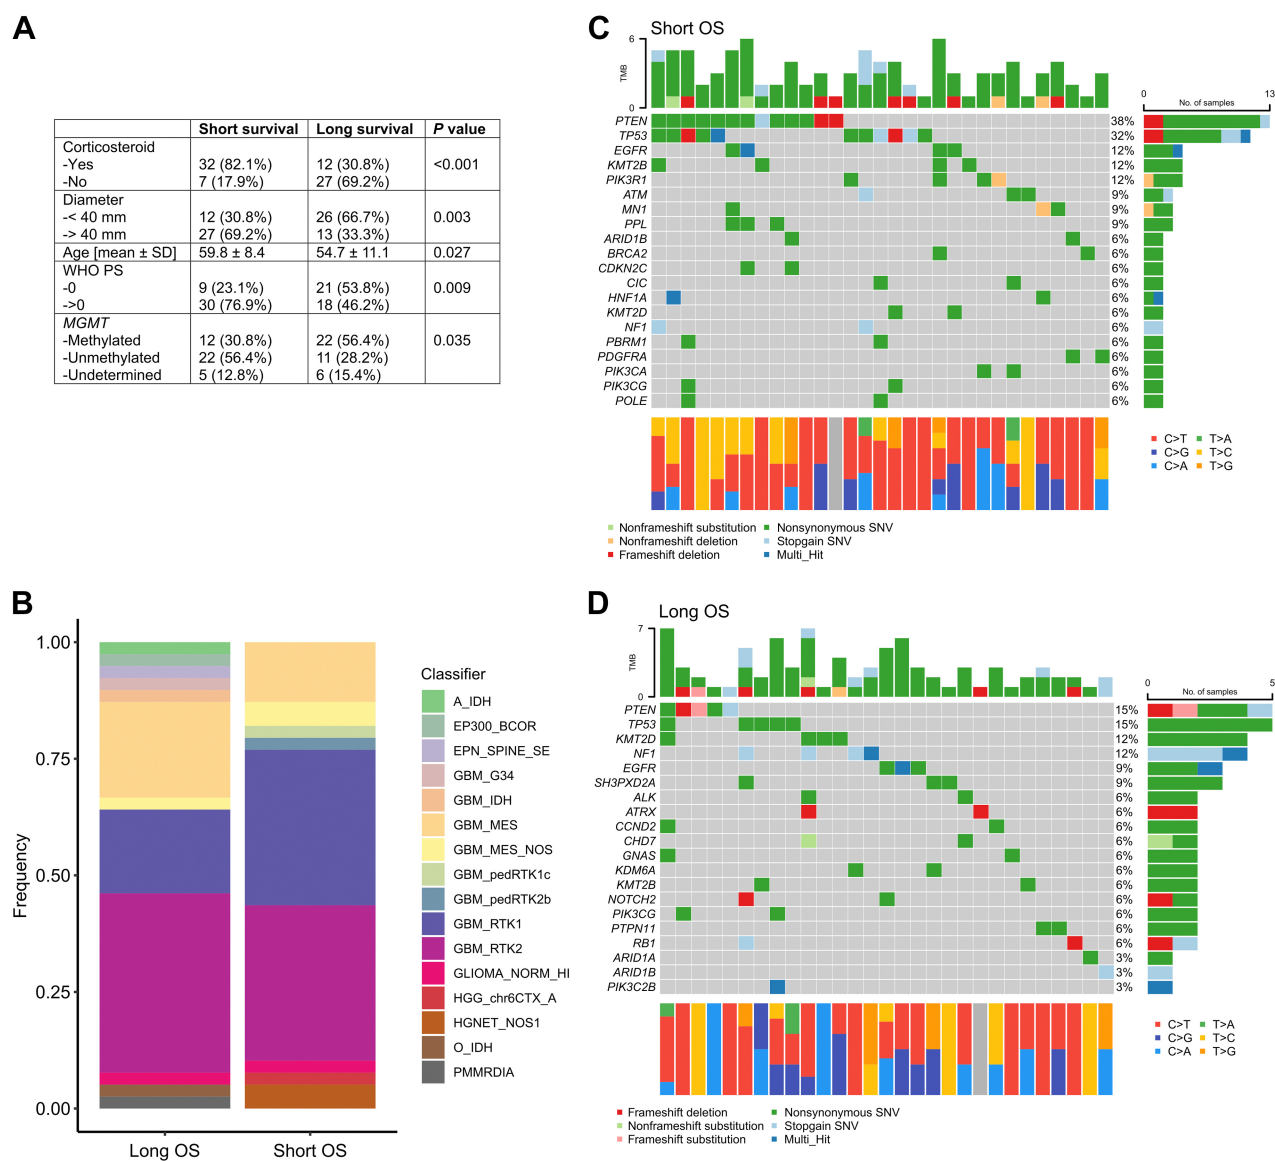 A
Short survival Long survival P value
Corticosteroid
-Yes 32 (82.1%) 12 (30.8%) <0.001
-No 7 (17.9%) 27 (69.2%)
Diameter
-< 40 mm 12 (30.8%) 26 (66.7%) 0.003
-> 40 mm 27 (69.2%) 13 (33.3%)
Age [mean ± SD] 59.8 ± 8.4 54.7 ± 11.1 0.027
WHO PS
-0 9 (23.1%) 21 (53.8%) 0.009
->0 30 (76.9%) 18 (46.2%)
MGMT
-Methylated 12 (30.8%) 22 (56.4%) 0.035
-Unmethylated 22 (56.4%) 11 (28.2%)
-Undetermined 5 (12.8%) 6 (15.4%)
B
1.00
0.75
0.50
0.25
0.00
Frequency
Long OS Short OS
Classifier
A_IDH
EP300_BCOR
EPN_SPINE_SE
GBM_G34
GBM_IDH
GBM_MES
GBM_MES_NOS
GBM_pedRTK1c
GBM_pedRTK2b
GBM_RTK1
GBM_RTK2
GLIOMA_NORM_HI
HGG_chr6CTX_A
HGNET_NOS1
O_IDH
PMMRDIA
C
Short OS
6
TMB
0
0 13
No. of samples
PTEN 38%
TP53 32%
EGFR 12%
KMT2B 12%
PIK3R1 12%
ATM 9%
MN1 9%
PPL 9%
ARID1B 6%
BRCA2 6%
CDKN2C 6%
CIC 6%
HNF1A 6%
KMT2D 6%
NF1 6%
PBRM1 6%
PDGFRA 6%
PIK3CA 6%
PIK3CG 6%
POLE 6%
C>T T>A
C>G T>C
C>A T>G
Nonframeshift substitution Nonsynonymous SNV
Nonframeshift deletion Stopgain SNV
Frameshift deletion Multi_Hit
D
Long OS
7
TMB
0
0 5
No. of samples
PTEN 15%
TP53 15%
KMT2D 12%
NF1 12%
EGFR 9%
SH3PXD2A 9%
ALK 6%
ATRX 6%
CCND2 6%
CHD7 6%
GNAS 6%
KDM6A 6%
KMT2B 6%
NOTCH2 6%
PIK3CG 6%
PTPN11 6%
RB1 6%
ARID1A 3%
ARID1B 3%
PIK3C2B 3%
C>T T>A
C>G T>C
C>A T>G
Frameshift deletion Nonsynonymous SNV
Nonframeshift substitution Stopgain SNV
Frameshift substitution Multi_Hit